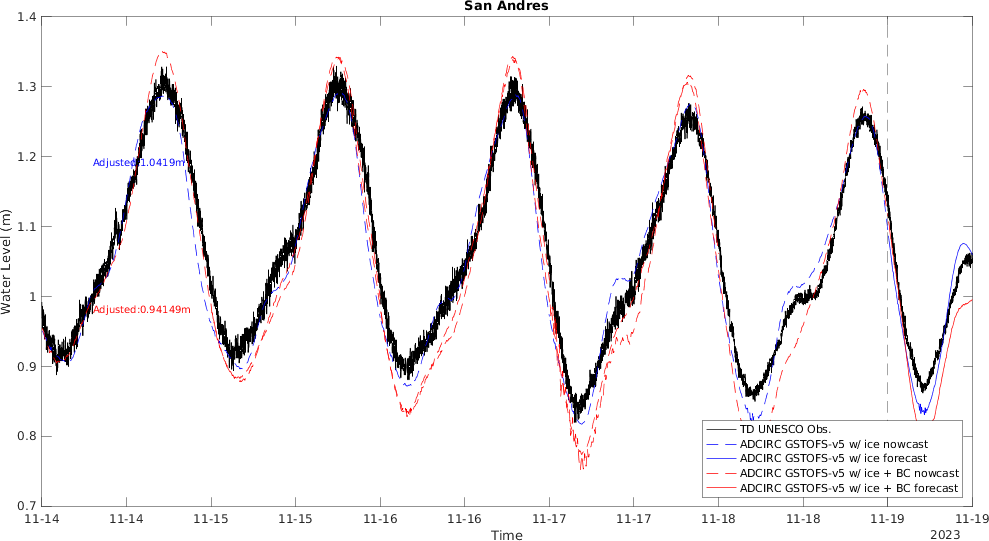 San Andres
1.4
1.3
1.2
1.1
1
0.9
0.8
0.7
Water Level (m)
Adjusted:1.0419m
Adjusted:0.94149m
TD UNESCO Obs.
ADCIRC GSTOFS-v5 w/ ice nowcast
ADCIRC GSTOFS-v5 w/ ice forecast
ADCIRC GSTOFS-v5 w/ ice + BC nowcast
ADCIRC GSTOFS-v5 w/ ice + BC forecast
11-14 11-14 11-15 11-15 11-16 11-16 11-17 11-17 11-18 11-18 11-19 11-19
Time
2023